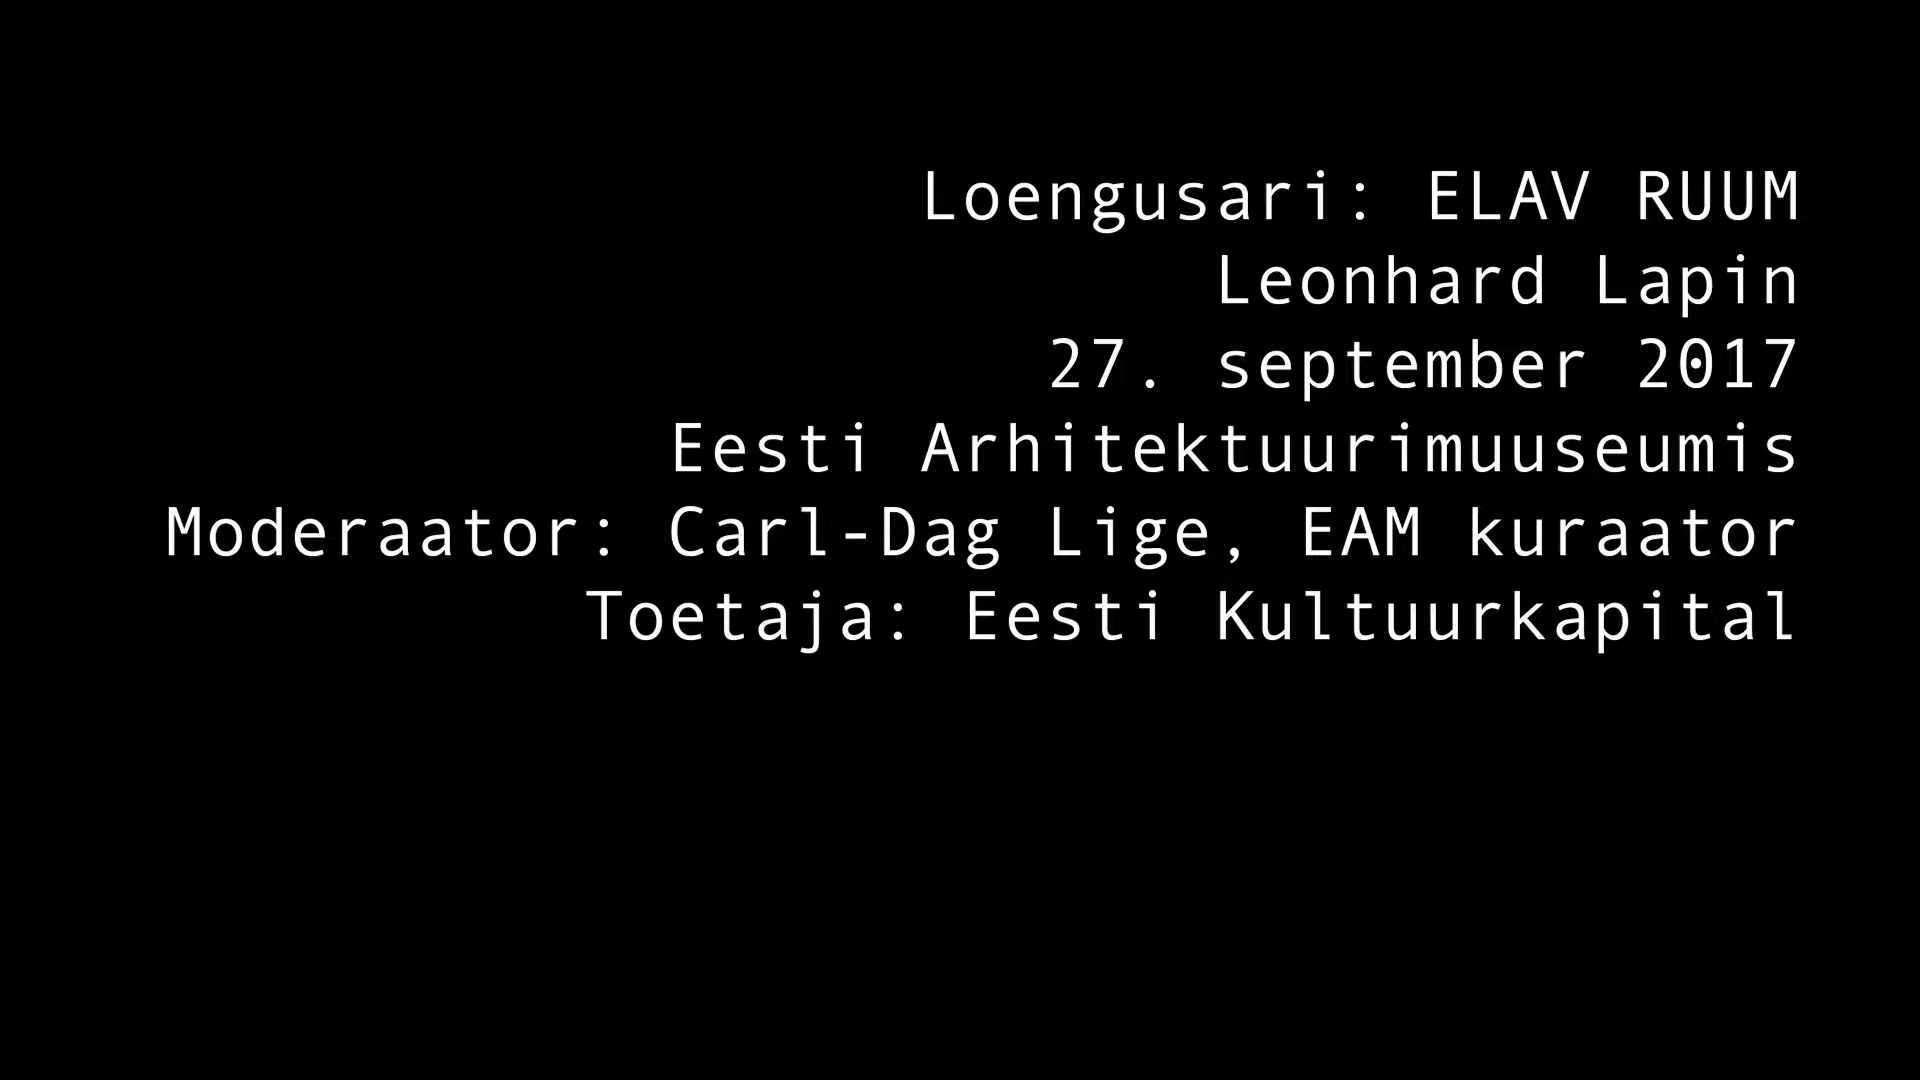 Loengusari: ELAV RUUM
Leonhard Lapin
27. september 2017
Eesti Arhitektuurimuuseumis
Moderaator: Carl-Dag Lige, EAM kuraator
Toetaja: Eesti Kultuurkapital